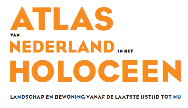 ATLAS
VAN
NEDERLAND IN HET
HOLOCEEN
LANDSCHAP EN BEWONING VANAF DE LAATSTE IJSTIJD TOT NU